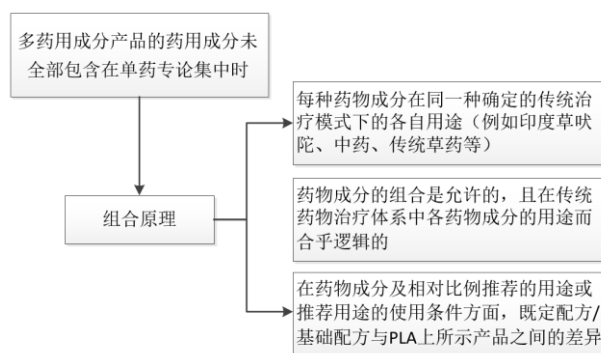 多药用成分产品的药用成分未
全部包含在单药专论集中时
每种药物成分在同一种确定的传统治
疗模式下的各自用途（例如印度草吠
陀、中药、传统草药等）
组合原理
药物成分的组合是允许的，且在传统
药物治疗体系中各药物成分的用途而
合乎逻辑的
在药物成分及相对比例推荐的用途或
推荐用途的使用条件方面，既定配方/
基础配方与PLA上所示产品之间的差异